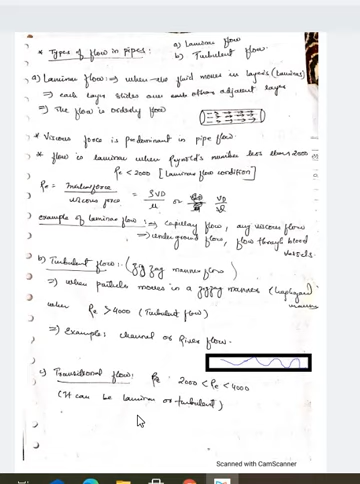 * Types of flow in pipes:
a) Laminar flow
b) Turbulent flow.
a) Laminar flow: ⇒ when the fluid moves in layers (laminas)
⇒ each layer slides over each other adjacent layer
⇒ The flow is orderly flow
* Viscous force is predominant in pipe flow.
* flow is laminar when Reynold's number less than 2000
Re < 2000 [Laminar flow condition]
Re = Inertia force / viscous force = ρVD / μ or VD / ν
example of laminar flow: ⇒ capillary flow, any viscous flow
⇒ underground flow, flow through blood vessels.
b) Turbulent flow: (zig zag manner flow)
⇒ when particles moves in a zigzag manner (haphazard) manner
when Re > 4000 (Turbulent flow)
⇒ Example: channel or River flow.
c) Transitional flow: Re 2000 < Re < 4000
(It can be laminar or turbulent)
Scanned with CamScanner